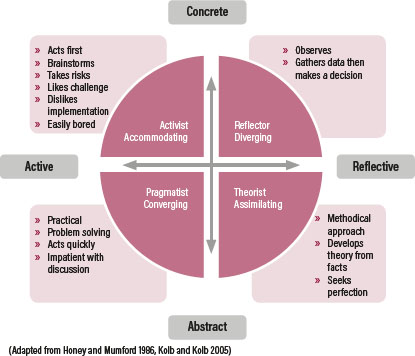 Concrete
» Acts first
» Brainstorms
» Takes risks
» Likes challenge
» Dislikes
implementation
» Easily bored
» Observes
» Gathers data then
makes a decision
Activist
Accommodating
Reflector
Diverging
Active
Reflective
Pragmatist
Converging
Theorist
Assimilating
» Practical
» Problem solving
» Acts quickly
» Impatient with
discussion
» Methodical
approach
» Develops
theory from
facts
» Seeks
perfection
Abstract
(Adapted from Honey and Mumford 1986, Kolb and Kolb 2005)